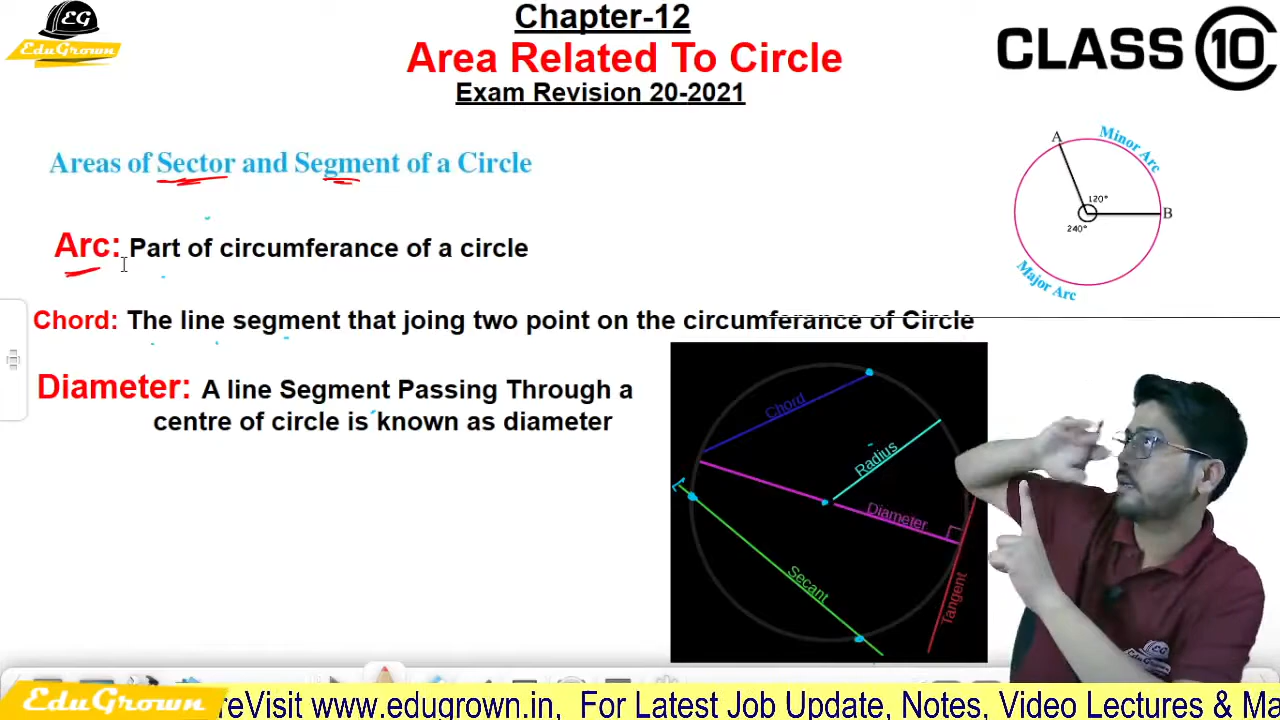 EG
EduGrown
Chapter-12
Area Related To Circle
Exam Revision 20-2021
CLASS 10
Areas of Sector and Segment of a Circle
Arc: Part of circumferance of a circle
Chord: The line segment that joing two point on the circumferance of Circle
Diameter: A line Segment Passing Through a
centre of circle is known as diameter
A
Minor Arc
120°
B
240°
Major Arc
Chord
Radius
Diameter
Secant
Tangent
EG
EduGrown
reVisit www.edugrown.in, For Latest Job Update, Notes, Video Lectures & Ma